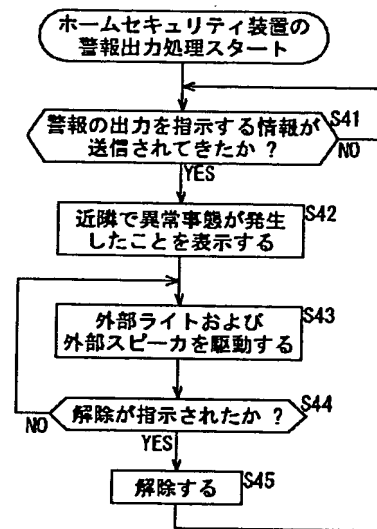 ホームセキュリティ装置の
警報出力処理スタート
S41
警報の出力を指示する情報が
送信されてきたか ?
NO
YES
S42
近隣で異常事態が発生
したことを表示する
S43
外部ライトおよび
外部スピーカを駆動する
S44
解除が指示されたか ?
NO
YES
S45
解除する